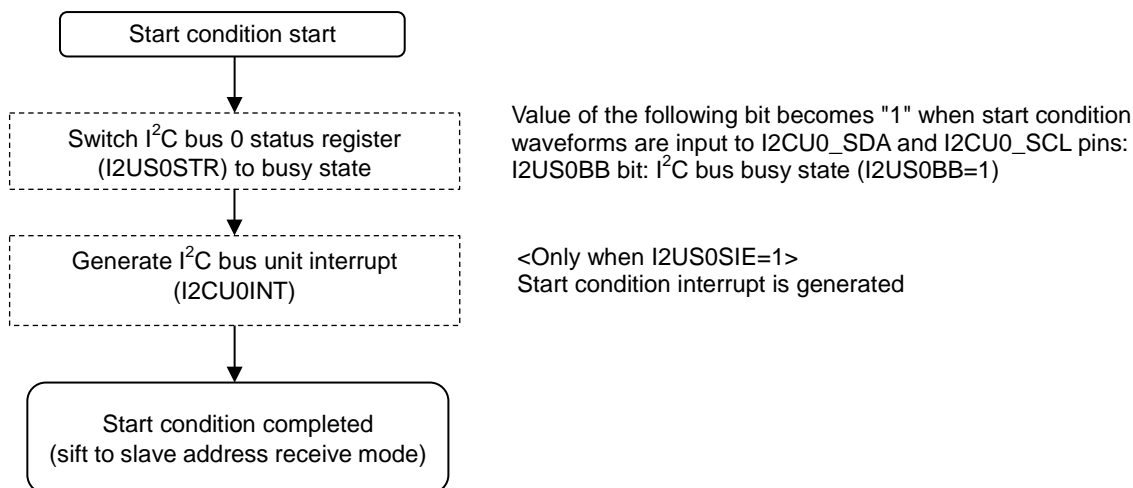 Start condition start
Switch I²C bus 0 status register
(I2US0STR) to busy state
Value of the following bit becomes "1" when start condition
waveforms are input to I2CU0_SDA and I2CU0_SCL pins:
I2US0BB bit: I²C bus busy state (I2US0BB=1)
Generate I²C bus unit interrupt
(I2CU0INT)
<Only when I2US0SIE=1>
Start condition interrupt is generated
Start condition completed
(sift to slave address receive mode)